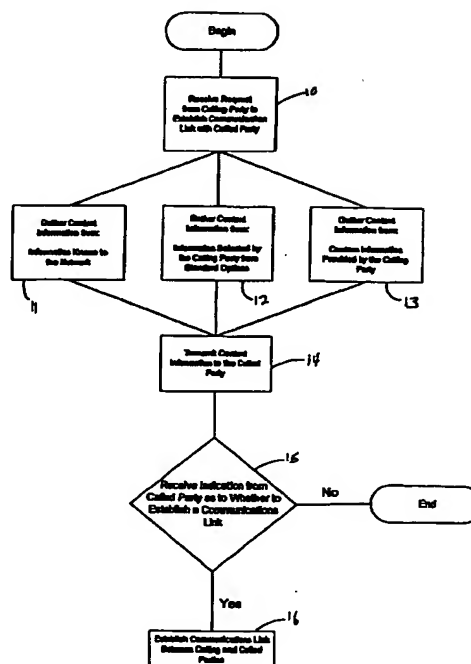 Begin
10
Receive Request
from Calling Party to
Establish Communication
Link with Called Party
Gather Context
Information from:
Information Known to
the Network
11
Gather Context
Information from:
Information Selected by
the Calling Party from
Standard Options
12
Gather Context
Information from:
Custom Information
Provided by the Calling
Party
13
Transmit Context
Information to the Called
Party
14
15
Receive Indication from
Called Party as to Whether to
Establish a Communications
Link
No
End
Yes
16
Establish Communications Link
Between Calling and Called
Parties